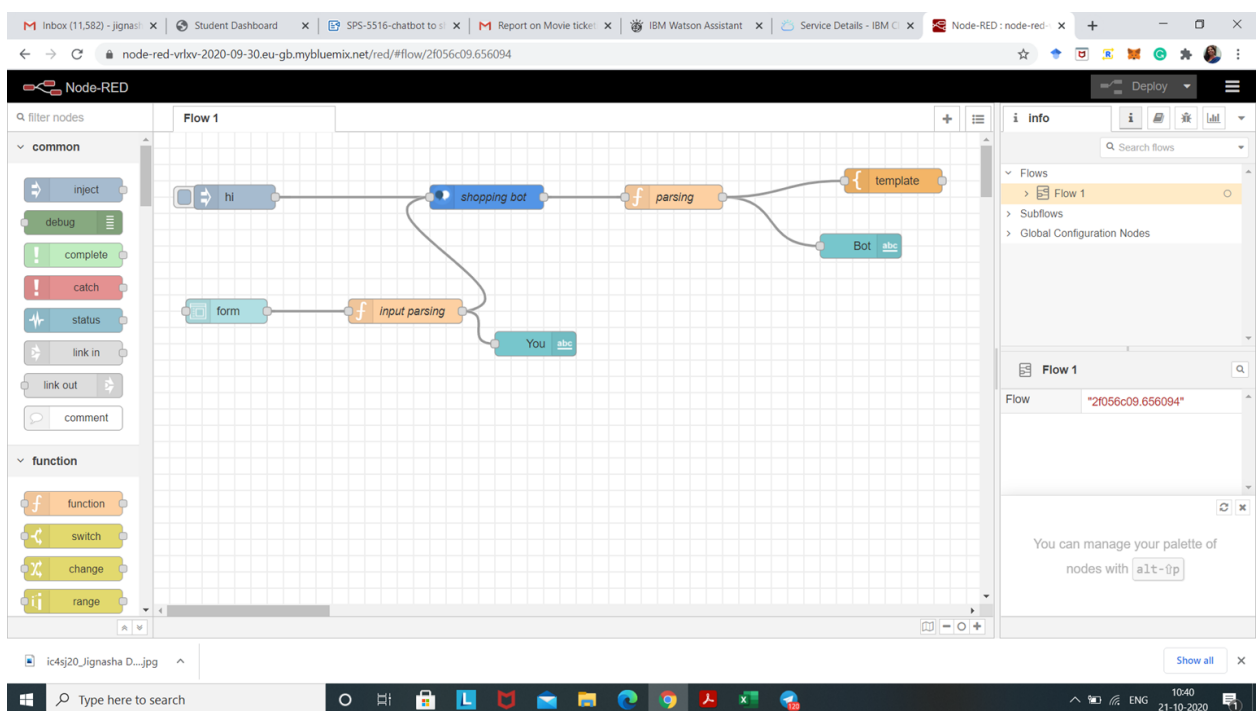 Inbox (11,582) - jignasl
Student Dashboard
SPS-5516-chatbot to s
Report on Movie ticket
IBM Watson Assistant
Service Details - IBM C
Node-RED : node-red-
node-red-vrlxv-2020-09-30.eu-gb.mybluemix.net/red/#flow/2f056c09.656094
Node-RED
Deploy
filter nodes
Flow 1
i info
common
Search flows
inject
debug
complete
catch
status
link in
link out
comment
function
function
switch
change
range
hi
shopping bot
parsing
template
Bot abc
form
input parsing
You abc
Flows
Flow 1
Subflows
Global Configuration Nodes
Flow 1
Flow "2f056c09.656094"
You can manage your palette of
nodes with alt-⇧p
ic4sj20_Jignasha D....jpg
Show all
Type here to search
ENG
10:40
21-10-2020